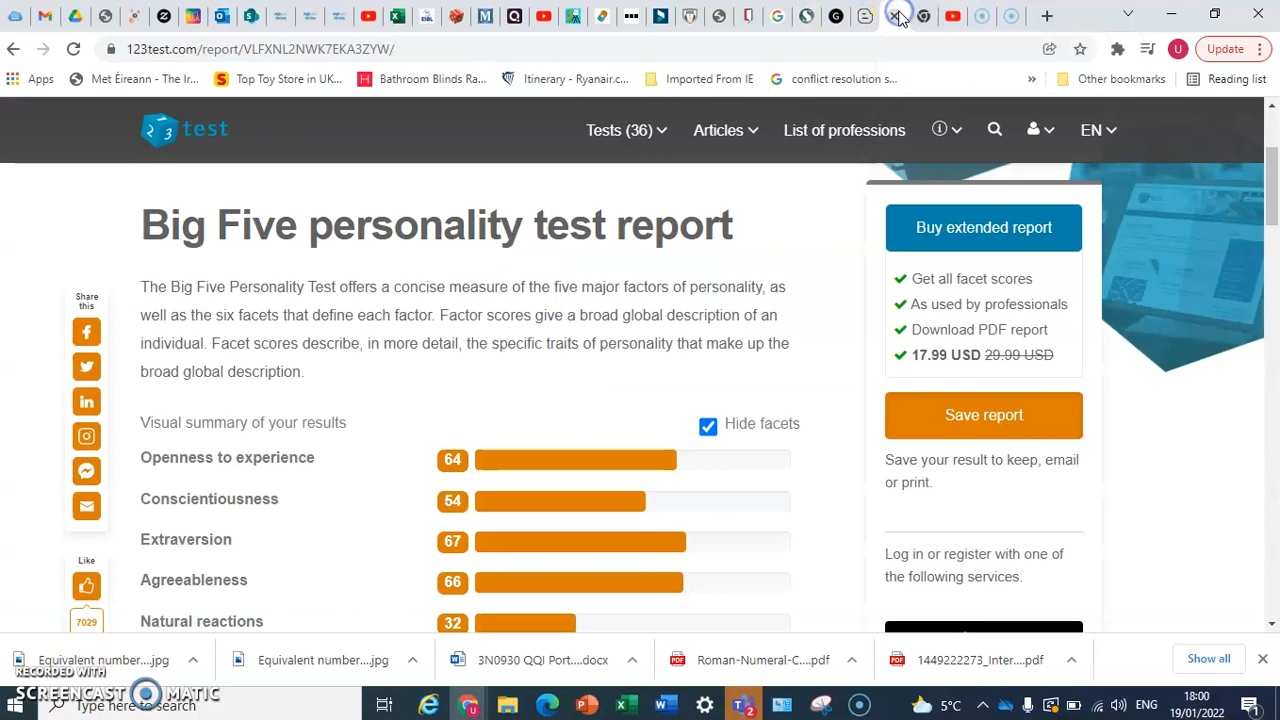 123test.com/report/VLFXNL2NWK7EKA3ZYW/
U
Update
Apps
Met Éireann - The Ir...
Top Toy Store in UK...
Bathroom Blinds Ra...
Itinerary - Ryanair.c...
Imported From IE
conflict resolution s...
»
Other bookmarks
Reading list
123 test
Tests (36)
Articles
List of professions
EN
Big Five personality test report
The Big Five Personality Test offers a concise measure of the five major factors of personality, as
well as the six facets that define each factor. Factor scores give a broad global description of an
individual. Facet scores describe, in more detail, the specific traits of personality that make up the
broad global description.
Share
this
Like
7029
Visual summary of your results
Hide facets
Openness to experience 64
Conscientiousness 54
Extraversion 67
Agreeableness 66
Natural reactions 32
Buy extended report
Get all facet scores
As used by professionals
Download PDF report
17.99 USD 29.99 USD
Save report
Save your result to keep, email
or print.
Log in or register with one of
the following services.
Equivalent number....jpg
Equivalent number....jpg
3N0930 QQI Port....docx
Roman-Numeral-C....pdf
1449222273_Inter....pdf
Show all
RECORDED WITH
SCREENCAST MATIC
Type here to search
5°C
18:00
19/01/2022